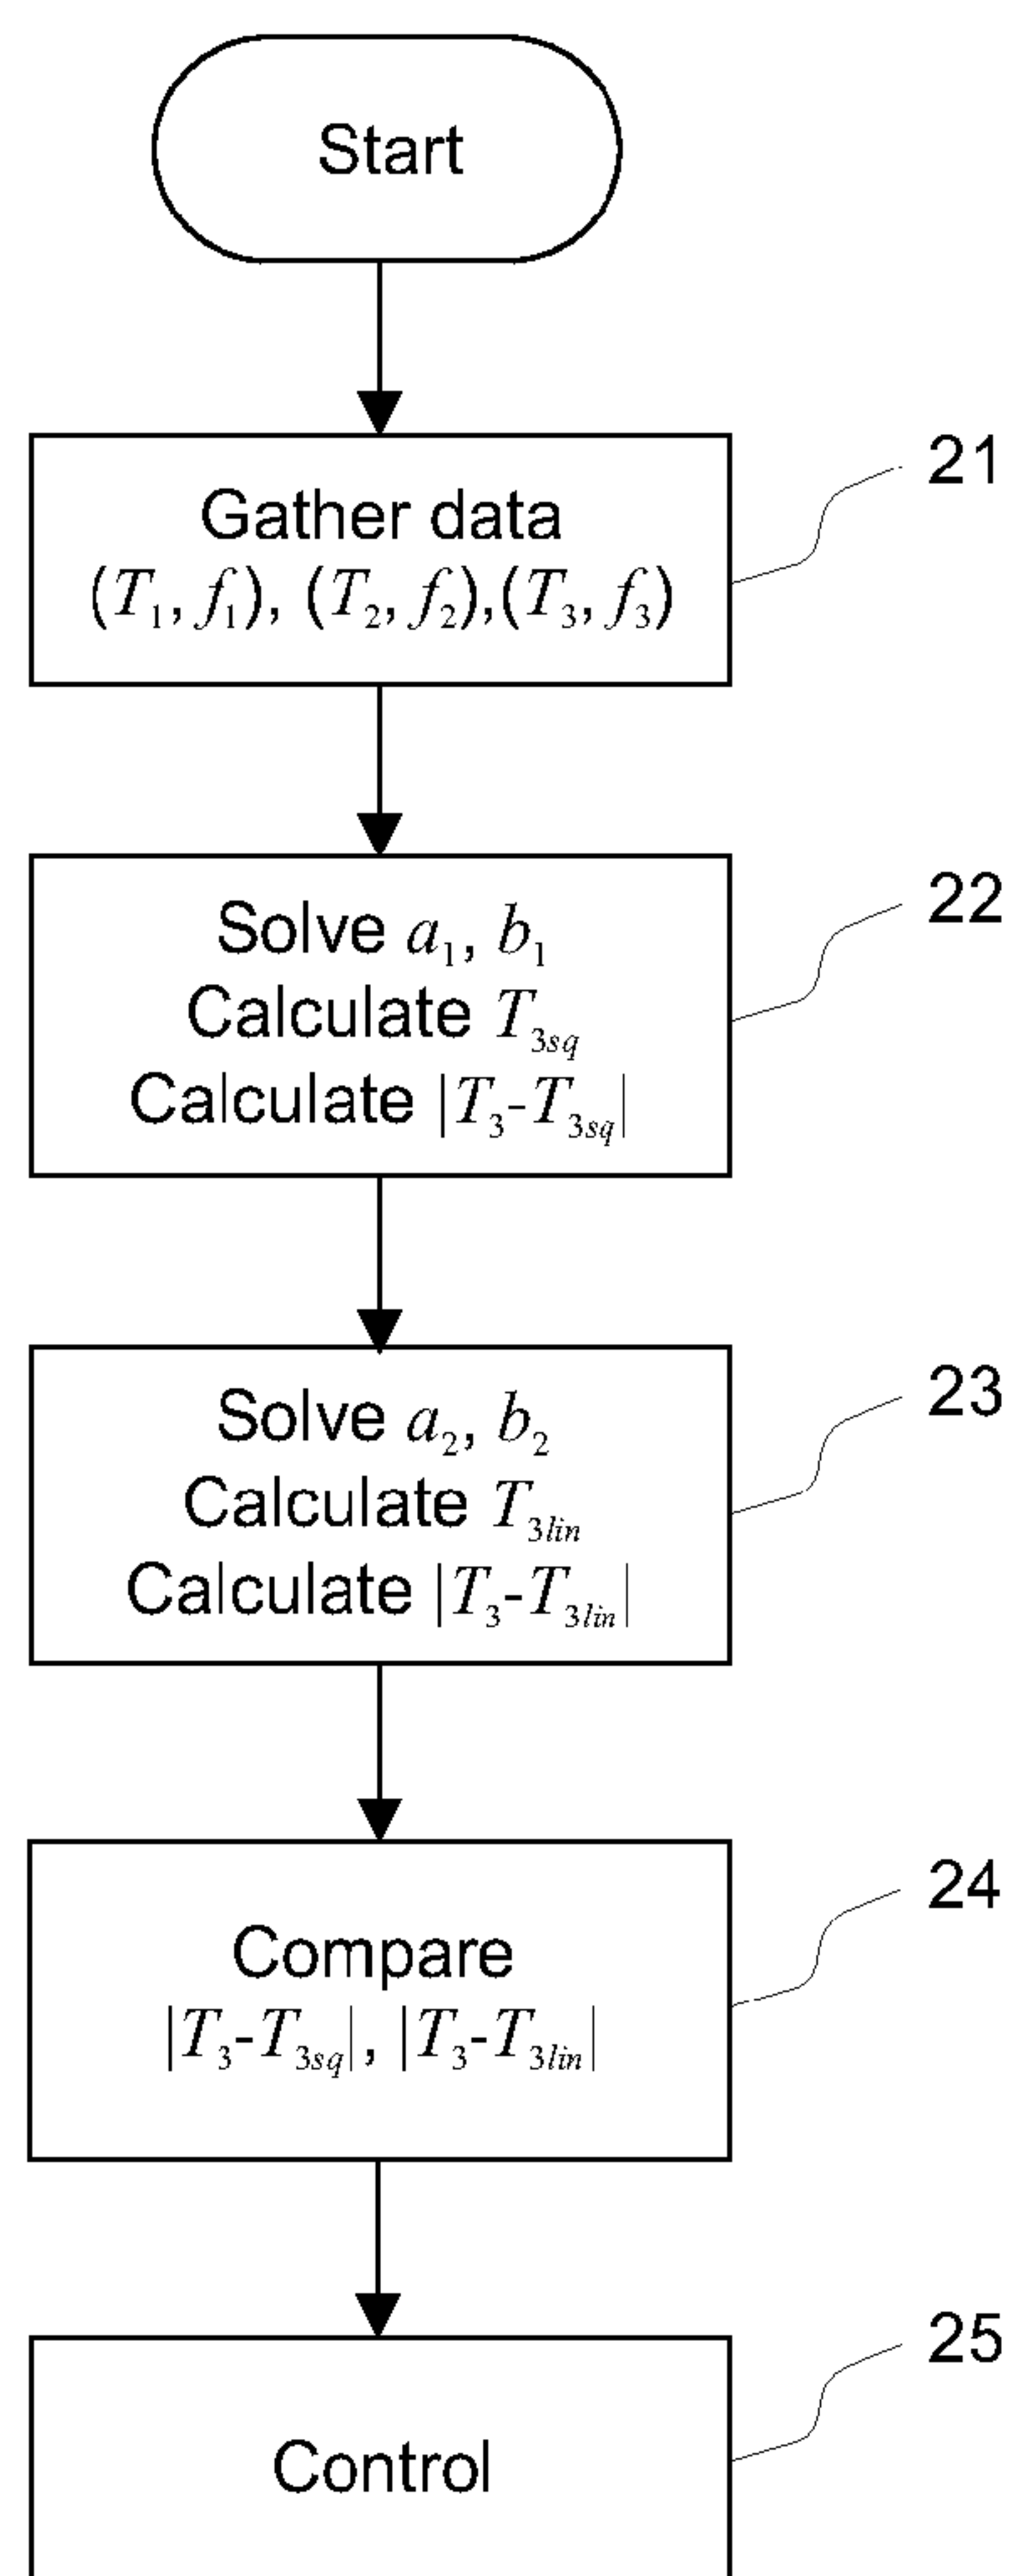 Start
21
Gather data
(T₁, f₁), (T₂, f₂),(T₃, f₃)
22
Solve a₁, b₁
Calculate T₃sq
Calculate |T₃-T₃sq|
23
Solve a₂, b₂
Calculate T₃lin
Calculate |T₃-T₃lin|
24
Compare
|T₃-T₃sq|, |T₃-T₃lin|
25
Control